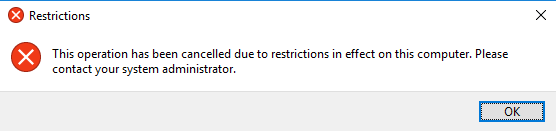 Restrictions
This operation has been cancelled due to restrictions in effect on this computer. Please
contact your system administrator.
OK